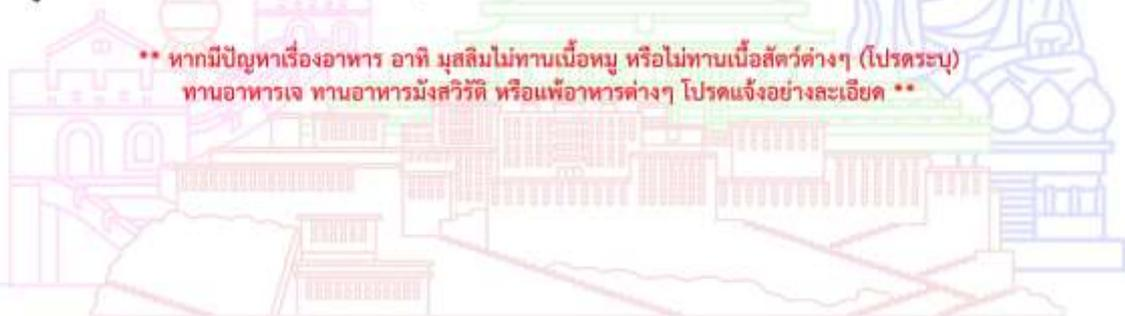 ** หากมีปัญหาเรื่องอาหาร อาทิ มุสลิมไม่ทานเนื้อหมู หรือไม่ทานเนื้อสัตว์ต่างๆ (โปรดระบุ)
ทานอาหารเจ ทานอาหารมังสวิรัติ หรือแพ้อาหารต่างๆ โปรดแจ้งอย่างละเอียด **